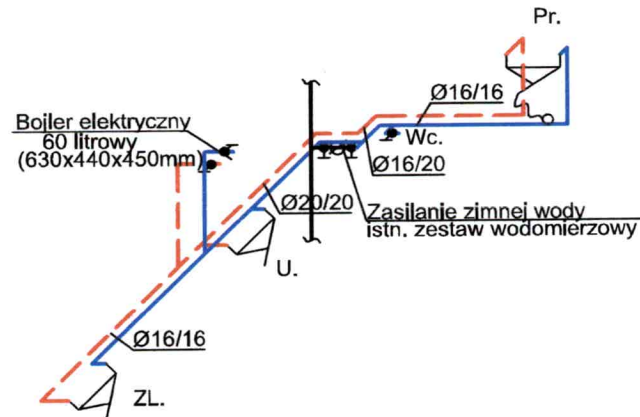 Pr.
Ø16/16
Bojler elektryczny
60 litrowy
(630x440x450mm)
Wc.
Ø16/20
Ø20/20
Zasilanie zimnej wody
istn. zestaw wodomierzowy
U.
Ø16/16
ZL.